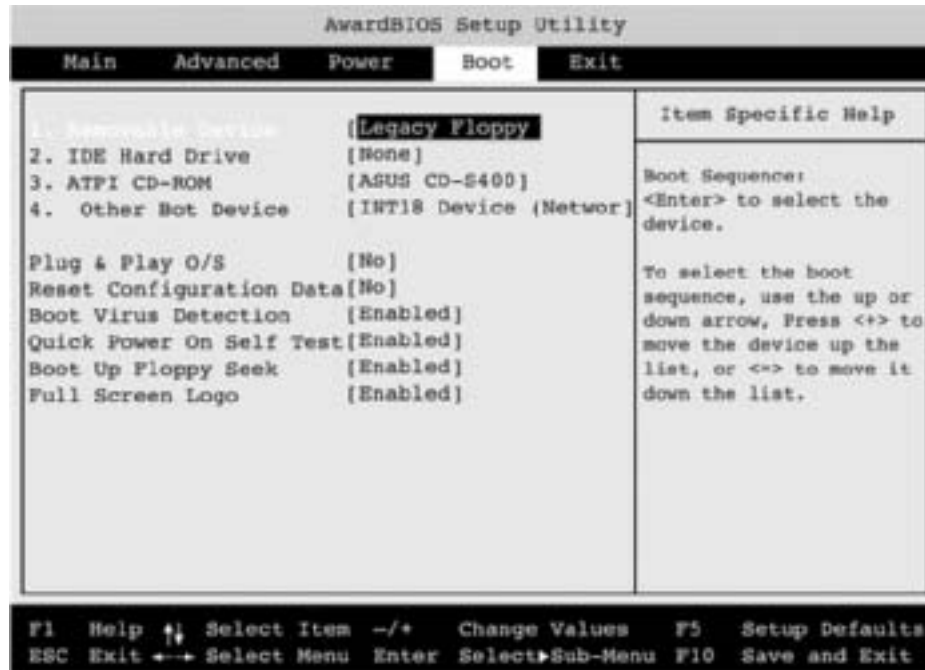 AwardBIOS Setup Utility
Main Advanced Power Boot Exit
1. Removable Device [Legacy Floppy
2. IDE Hard Drive [None]
3. ATPI CD-ROM [ASUS CD-S400]
4. Other Bot Device [INT18 Device (Networ]
Plug & Play O/S [No]
Reset Configuration Data[No]
Boot Virus Detection [Enabled]
Quick Power On Self Test[Enabled]
Boot Up Floppy Seek [Enabled]
Full Screen Logo [Enabled]
Item Specific Help
Boot Sequence:
<Enter> to select the
device.
To select the boot
sequence, use the up or
down arrow, Press <+> to
move the device up the
list, or <-> to move it
down the list.
F1 Help ↑↓ Select Item -/+ Change Values F5 Setup Defaults
ESC Exit ←→ Select Menu Enter Select▶Sub-Menu F10 Save and Exit